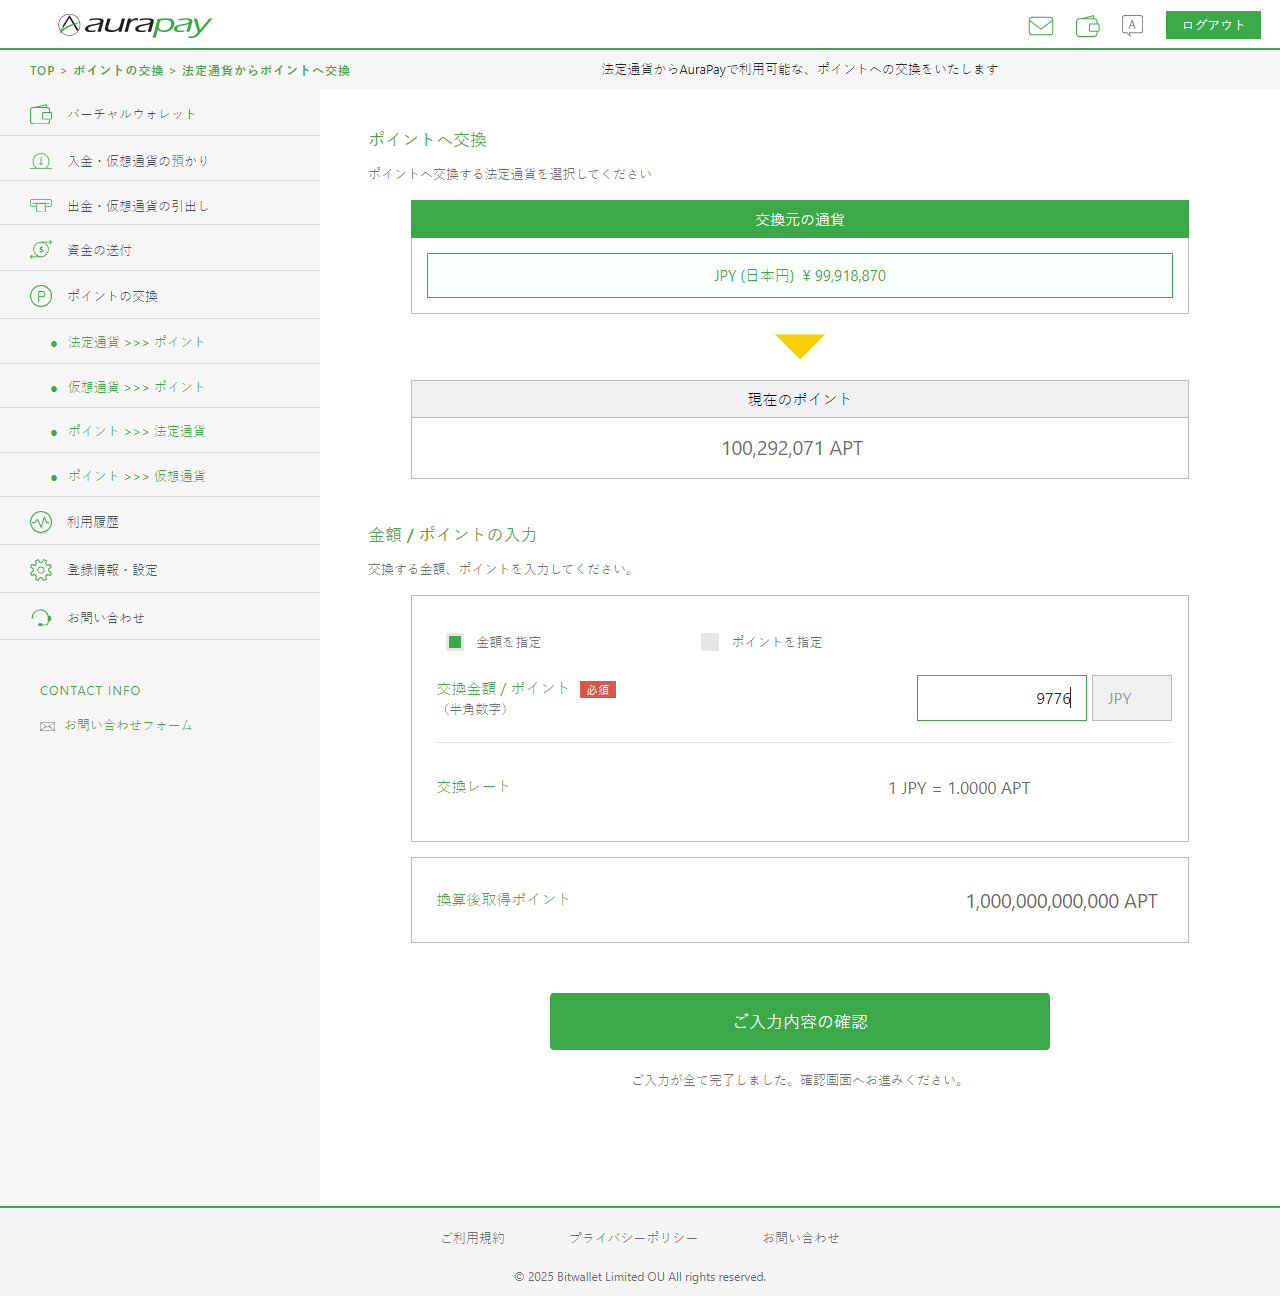 aurapay
A
ログアウト
TOP > ポイントの交換 > 法定通貨からポイントへ交換
法定通貨からAuraPayで利用可能な、ポイントへの交換をいたします
バーチャルウォレット
入金・仮想通貨の預かり
出金・仮想通貨の引出し
$ 資金の送付
P ポイントの交換
● 法定通貨 >>> ポイント
● 仮想通貨 >>> ポイント
● ポイント >>> 法定通貨
● ポイント >>> 仮想通貨
利用履歴
登録情報・設定
お問い合わせ
CONTACT INFO
お問い合わせフォーム
ポイントへ交換
ポイントへ交換する法定通貨を選択してください
交換元の通貨
JPY (日本円) ¥ 99,918,870
現在のポイント
100,292,071 APT
金額 / ポイントの入力
交換する金額、ポイントを入力してください。
金額を指定 ポイントを指定
交換金額 / ポイント 必須
（半角数字）
9776 JPY
交換レート 1 JPY = 1.0000 APT
換算後取得ポイント 1,000,000,000,000 APT
ご入力内容の確認
ご入力が全て完了しました。確認画面へお進みください。
ご利用規約 プライバシーポリシー お問い合わせ
© 2025 Bitwallet Limited OU All rights reserved.